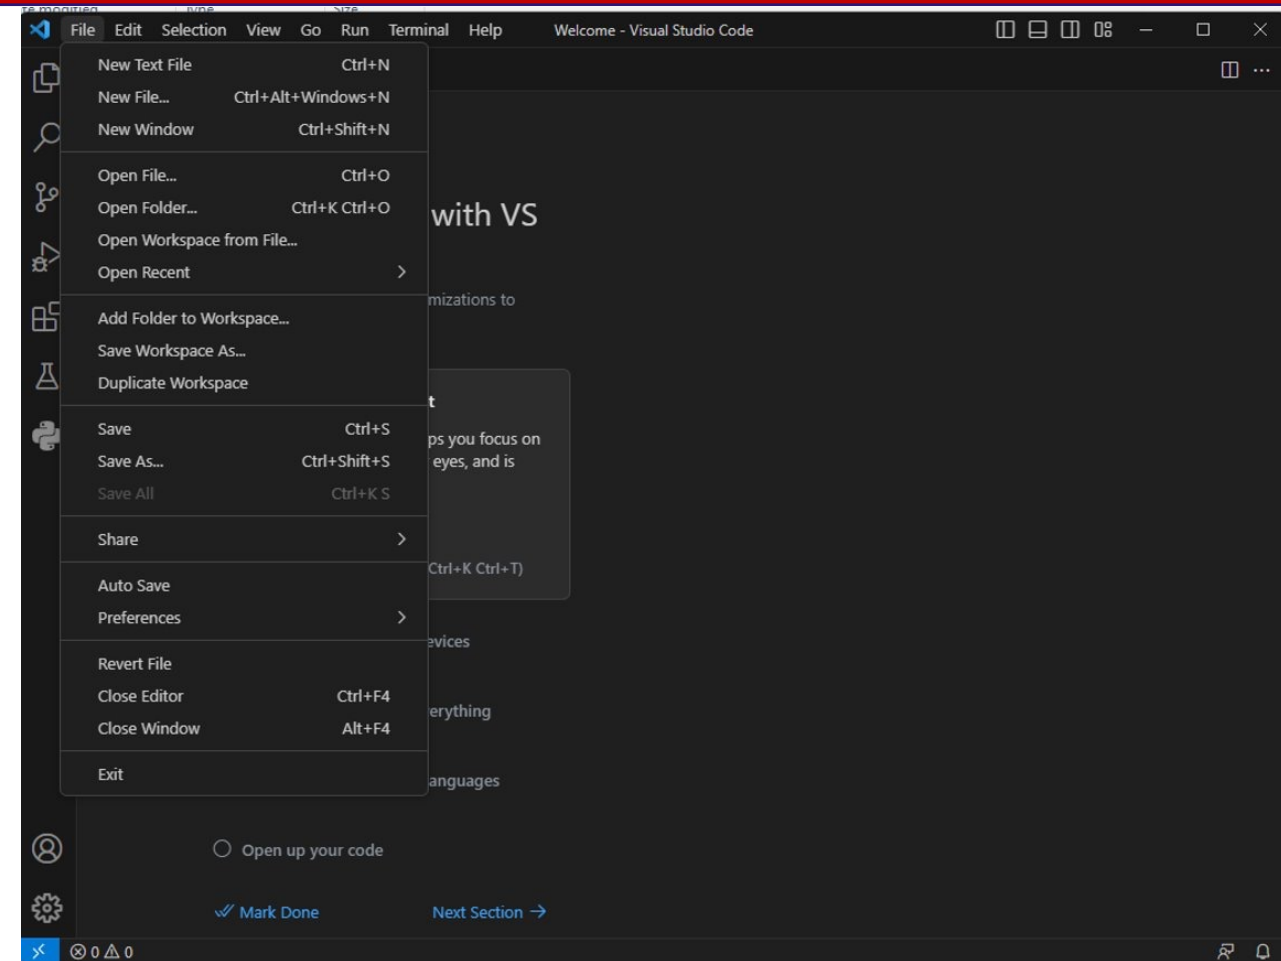 Type Size
File Edit Selection View Go Run Terminal Help Welcome - Visual Studio Code
New Text File Ctrl+N
New File... Ctrl+Alt+Windows+N
New Window Ctrl+Shift+N
Open File... Ctrl+O
Open Folder... Ctrl+K Ctrl+O
with VS
Open Workspace from File...
Open Recent
mizations to
Add Folder to Workspace...
Save Workspace As...
Duplicate Workspace
t
Save Ctrl+S
ps you focus on
Save As... Ctrl+Shift+S
eyes, and is
Save All Ctrl+K S
Share
Ctrl+K Ctrl+T)
Auto Save
Preferences
evices
Revert File
Close Editor Ctrl+F4
erything
Close Window Alt+F4
Exit
anguages
Open up your code
Mark Done Next Section
0 0